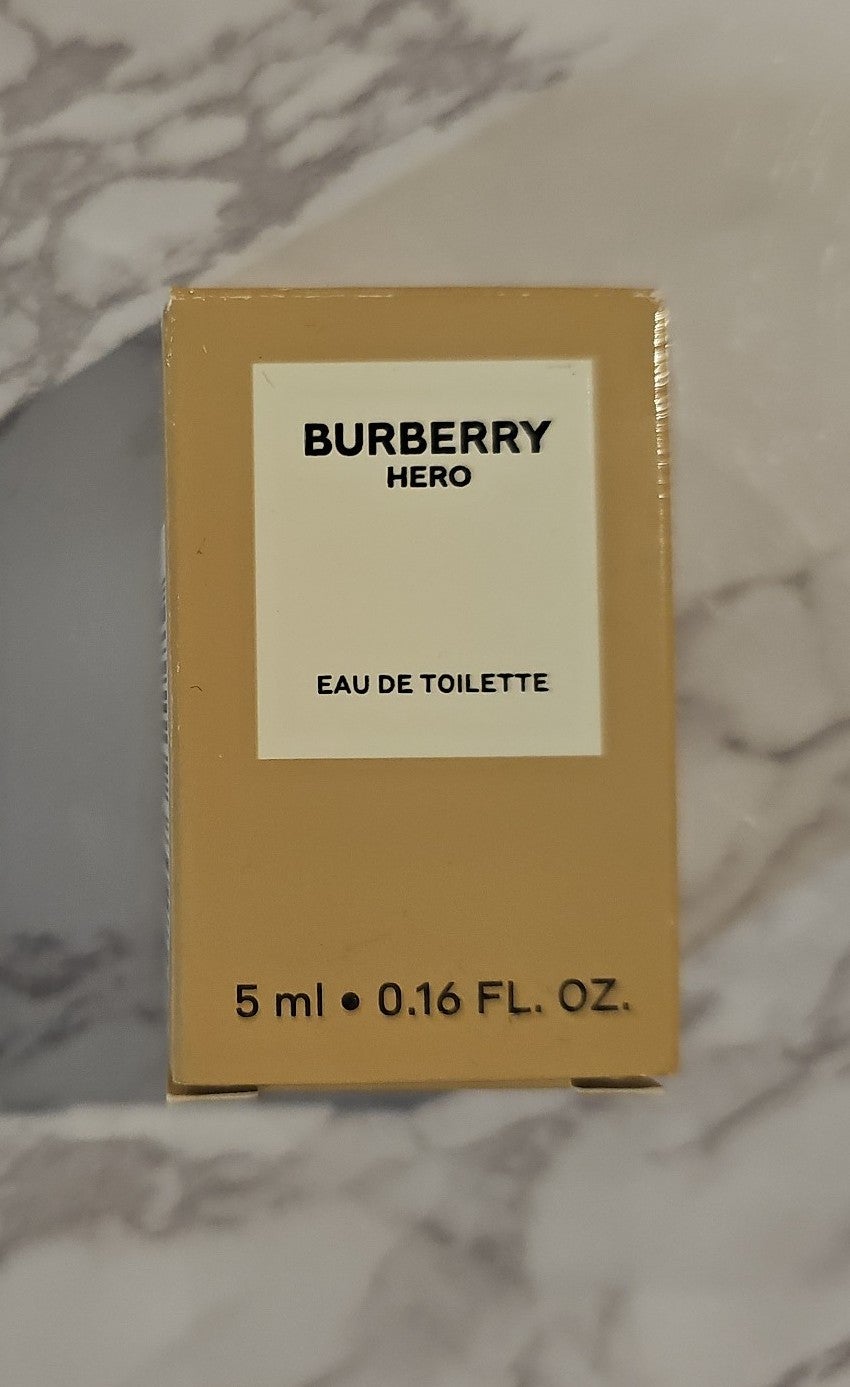 BURBERRY
HERO
EAU DE TOILETTE
5 ml • 0.16 FL. OZ.